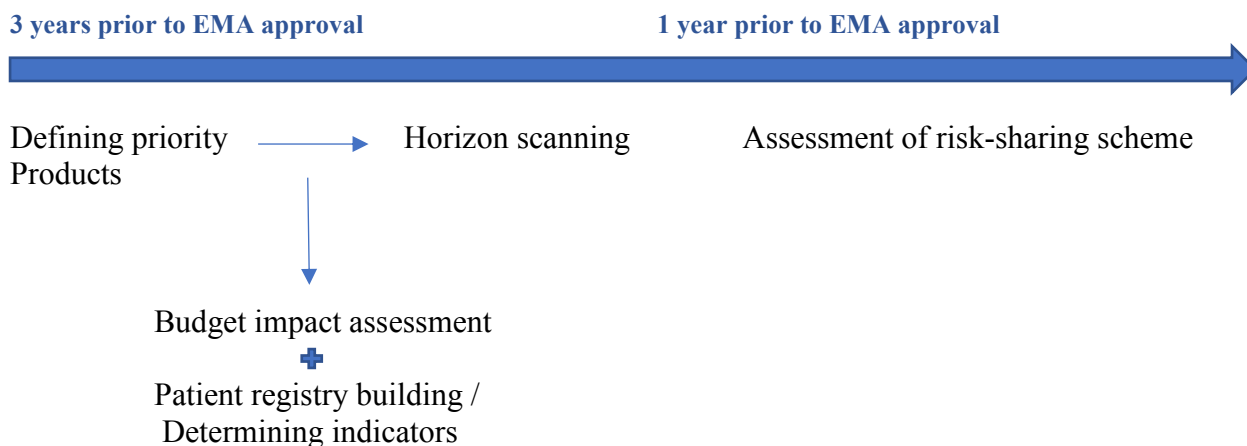 3 years prior to EMA approval
1 year prior to EMA approval
Defining priority
Products
Horizon scanning
Assessment of risk-sharing scheme
Budget impact assessment
Patient registry building /
Determining indicators